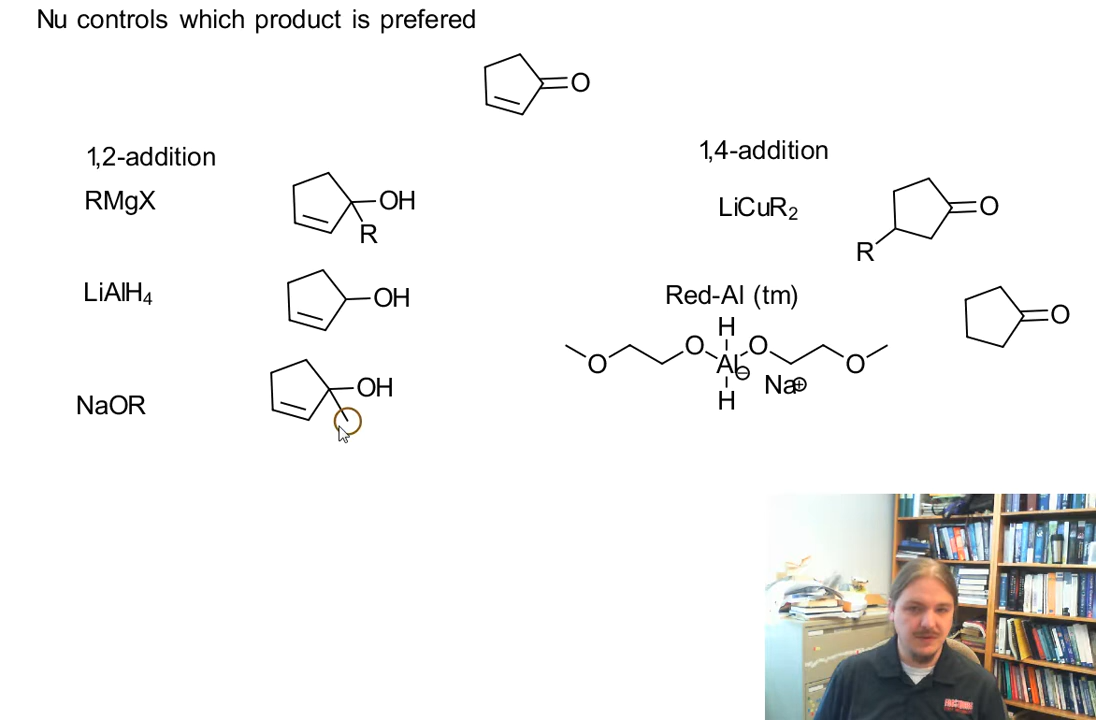 Nu controls which product is prefered
O
1,2-addition
1,4-addition
RMgX
OH
R
LiCuR2
O
R
LiAlH4
OH
Red-Al (tm)
O
H
O O
O Al⊖ O
Na⊕
H
NaOR
OH